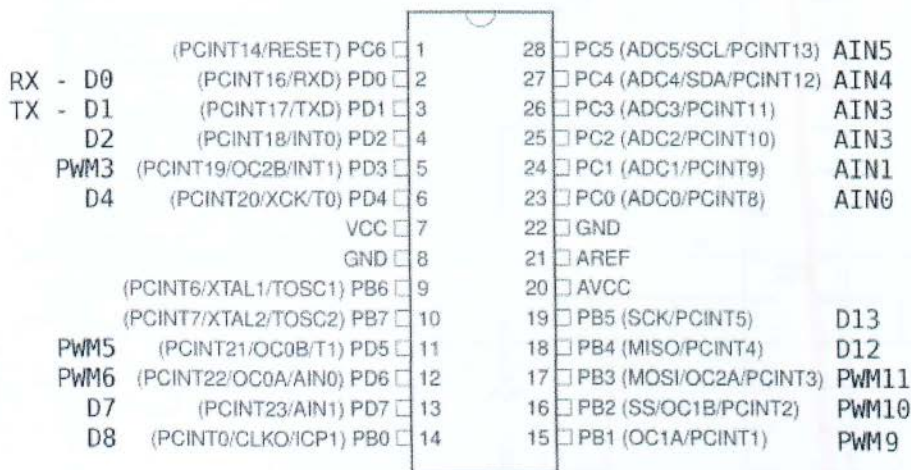 (PCINT14/RESET) PC6 1 28 PC5 (ADC5/SCL/PCINT13) AIN5
RX - D0 (PCINT16/RXD) PD0 2 27 PC4 (ADC4/SDA/PCINT12) AIN4
TX - D1 (PCINT17/TXD) PD1 3 26 PC3 (ADC3/PCINT11) AIN3
D2 (PCINT18/INT0) PD2 4 25 PC2 (ADC2/PCINT10) AIN3
PWM3 (PCINT19/OC2B/INT1) PD3 5 24 PC1 (ADC1/PCINT9) AIN1
D4 (PCINT20/XCK/T0) PD4 6 23 PC0 (ADC0/PCINT8) AIN0
VCC 7 22 GND
GND 8 21 AREF
(PCINT6/XTAL1/TOSC1) PB6 9 20 AVCC
(PCINT7/XTAL2/TOSC2) PB7 10 19 PB5 (SCK/PCINT5) D13
PWM5 (PCINT21/OC0B/T1) PD5 11 18 PB4 (MISO/PCINT4) D12
PWM6 (PCINT22/OC0A/AIN0) PD6 12 17 PB3 (MOSI/OC2A/PCINT3) PWM11
D7 (PCINT23/AIN1) PD7 13 16 PB2 (SS/OC1B/PCINT2) PWM10
D8 (PCINT0/CLKO/ICP1) PB0 14 15 PB1 (OC1A/PCINT1) PWM9